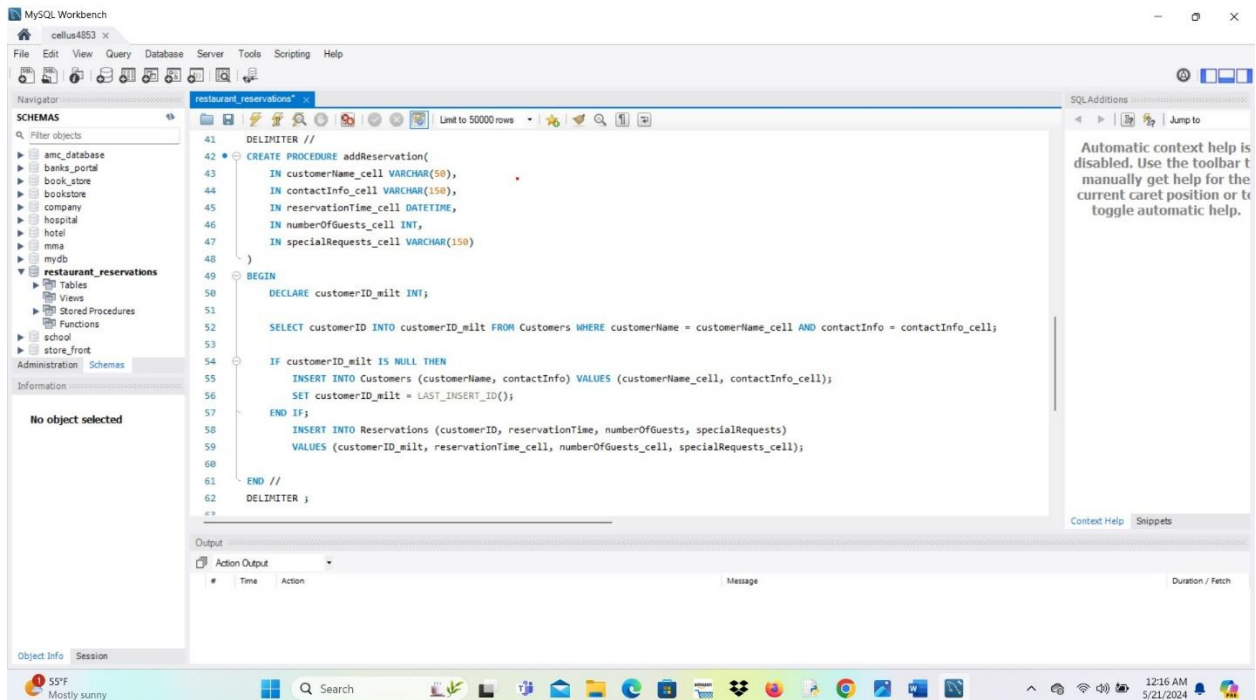 MySQL Workbench
cellus4853
File Edit View Query Database Server Tools Scripting Help
Navigator
SCHEMAS
Filter objects
amc_database
banks_portal
book_store
bookstore
company
hospital
hotel
mma
mydb
restaurant_reservations
Tables
Views
Stored Procedures
Functions
school
store_front
Administration Schemas
Information
No object selected
Object Info Session
restaurant_reservations*
Limit to 50000 rows
41 DELIMITER //
42 CREATE PROCEDURE addReservation(
43 IN customerName_cell VARCHAR(50),
44 IN contactInfo_cell VARCHAR(150),
45 IN reservationTime_cell DATETIME,
46 IN numberOfGuests_cell INT,
47 IN specialRequests_cell VARCHAR(150)
48 )
49 BEGIN
50 DECLARE customerID_milt INT;
51
52 SELECT customerID INTO customerID_milt FROM Customers WHERE customerName = customerName_cell AND contactInfo = contactInfo_cell;
53
54 IF customerID_milt IS NULL THEN
55 INSERT INTO Customers (customerName, contactInfo) VALUES (customerName_cell, contactInfo_cell);
56 SET customerID_milt = LAST_INSERT_ID();
57 END IF;
58 INSERT INTO Reservations (customerID, reservationTime, numberOfGuests, specialRequests)
59 VALUES (customerID_milt, reservationTime_cell, numberOfGuests_cell, specialRequests_cell);
60
61 END //
62 DELIMITER ;
Output
Action Output
# Time Action Message Duration / Fetch
SQLAdditions
Jump to
Automatic context help is
disabled. Use the toolbar t
manually get help for the
current caret position or to
toggle automatic help.
Context Help Snippets
1
55°F
Mostly sunny
Search
12:16 AM
5/21/2024